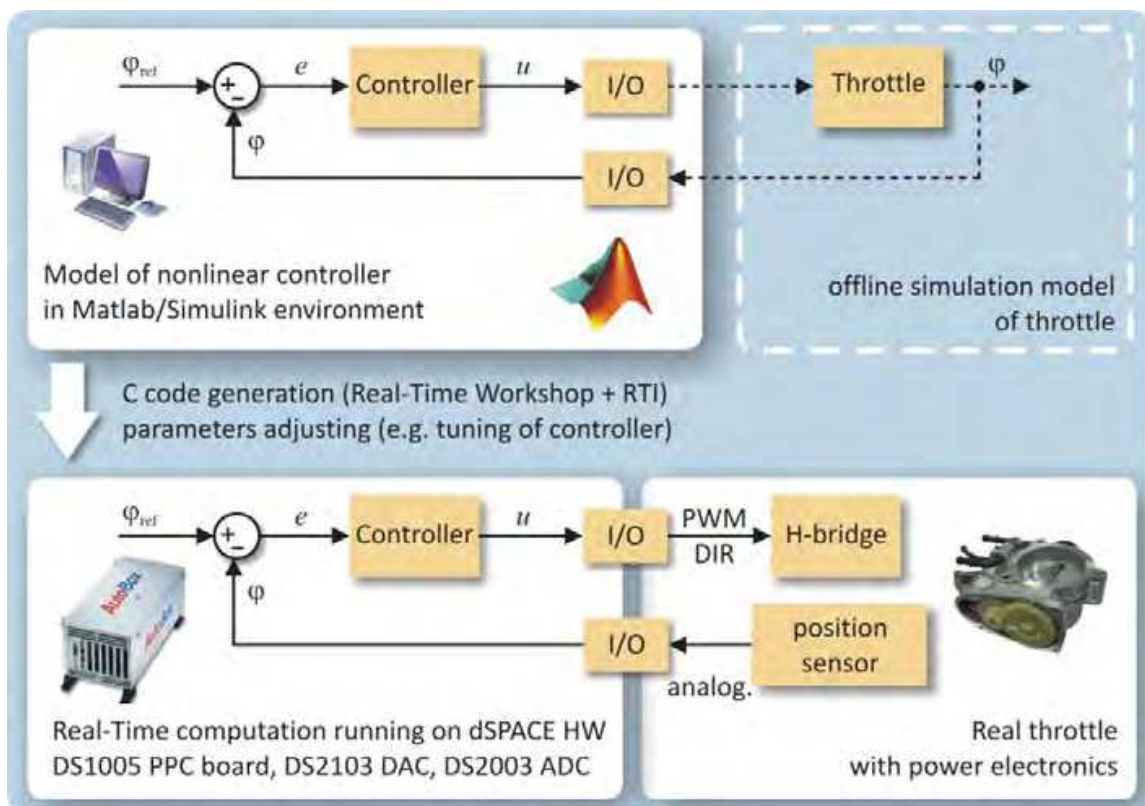 φref
+
−
e
Controller
u
I/O
Throttle
φ
φ
I/O
Model of nonlinear controller
in Matlab/Simulink environment
offline simulation model
of throttle
C code generation (Real-Time Workshop + RTI)
parameters adjusting (e.g. tuning of controller)
φref
+
−
e
Controller
u
I/O
PWM
DIR
H-bridge
φ
I/O
analog.
position
sensor
AutoBox
AutoBox
Real-Time computation running on dSPACE HW
DS1005 PPC board, DS2103 DAC, DS2003 ADC
Real throttle
with power electronics